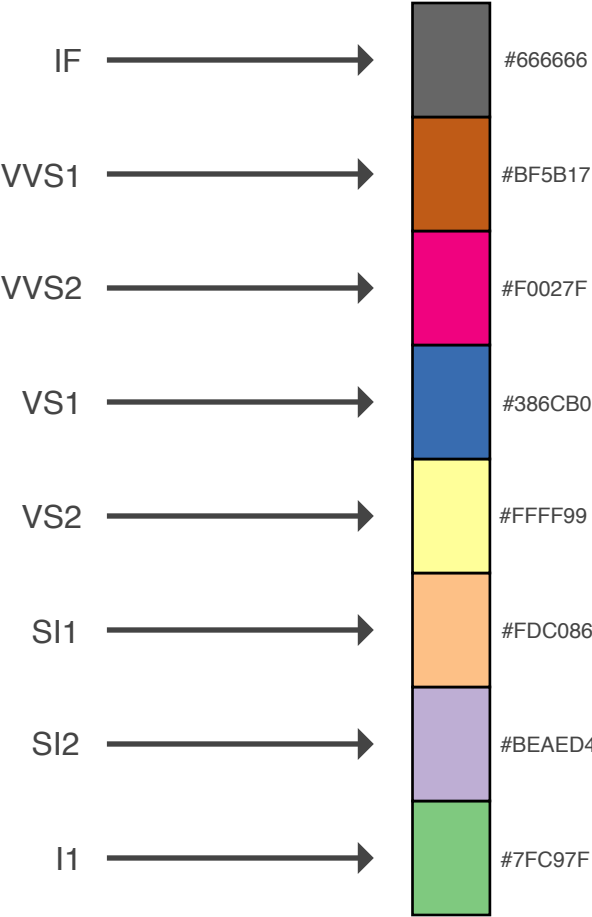 IF #666666
VVS1 #BF5B17
VVS2 #F0027F
VS1 #386CB0
VS2 #FFFF99
SI1 #FDC086
SI2 #BEAED4
I1 #7FC97F